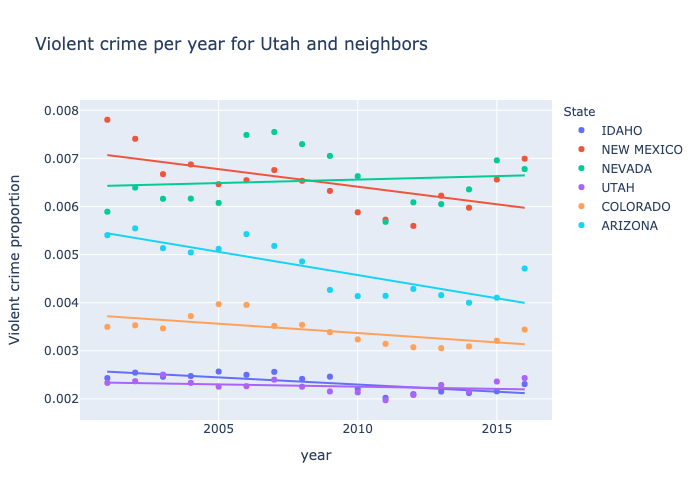 Violent crime per year for Utah and neighbors
State
IDAHO
NEW MEXICO
NEVADA
UTAH
COLORADO
ARIZONA
Violent crime proportion
0.008
0.007
0.006
0.005
0.004
0.003
0.002
2005 2010 2015
year